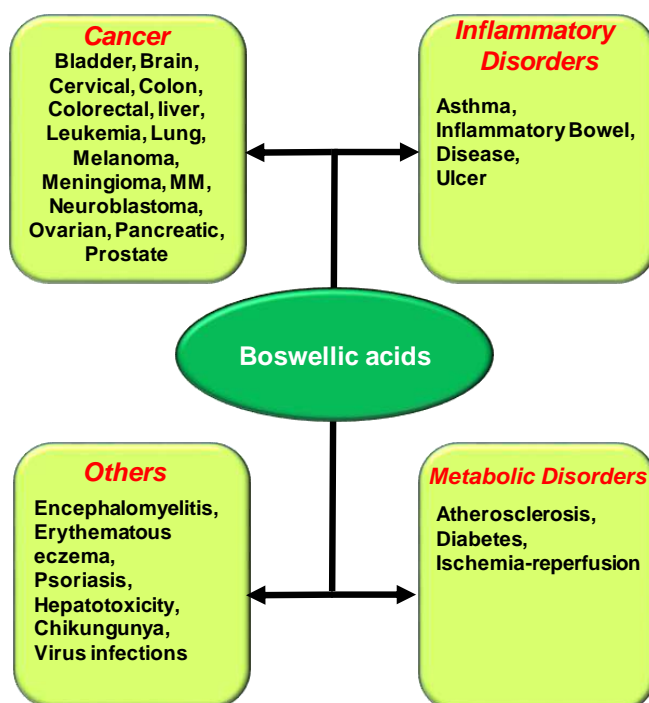 Cancer
Bladder, Brain,
Cervical, Colon,
Colorectal, liver,
Leukemia, Lung,
Melanoma,
Meningioma, MM,
Neuroblastoma,
Ovarian, Pancreatic,
Prostate
Inflammatory
Disorders
Asthma,
Inflammatory Bowel,
Disease,
Ulcer
Boswellic acids
Others
Encephalomyelitis,
Erythematous
eczema,
Psoriasis,
Hepatotoxicity,
Chikungunya,
Virus infections
Metabolic Disorders
Atherosclerosis,
Diabetes,
Ischemia-reperfusion